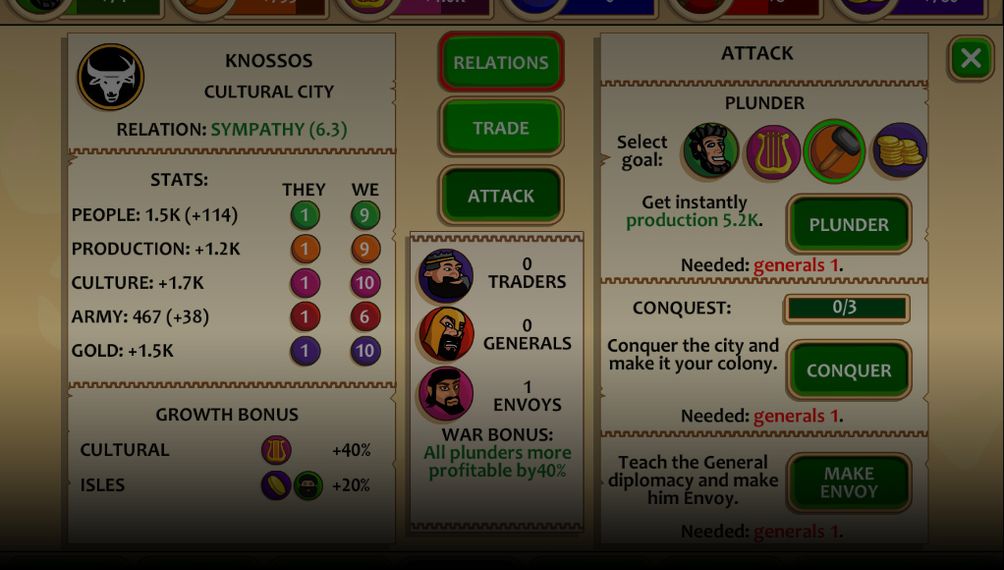 KNOSSOS
CULTURAL CITY
RELATION: SYMPATHY (6.3)
STATS:
THEY WE
PEOPLE: 1.5K (+114) 1 9
PRODUCTION: +1.2K 1 9
CULTURE: +1.7K 1 10
ARMY: 467 (+38) 1 6
GOLD: +1.5K 1 10
GROWTH BONUS
CULTURAL +40%
ISLES +20%
RELATIONS
TRADE
ATTACK
0
TRADERS
0
GENERALS
1
ENVOYS
WAR BONUS:
All plunders more
profitable by40%
ATTACK
PLUNDER
Select
goal:
Get instantly
production 5.2K.
PLUNDER
Needed: generals 1.
CONQUEST: 0/3
Conquer the city and
make it your colony.
CONQUER
Needed: generals 1.
Teach the General
diplomacy and make
him Envoy.
MAKE
ENVOY
Needed: generals 1.